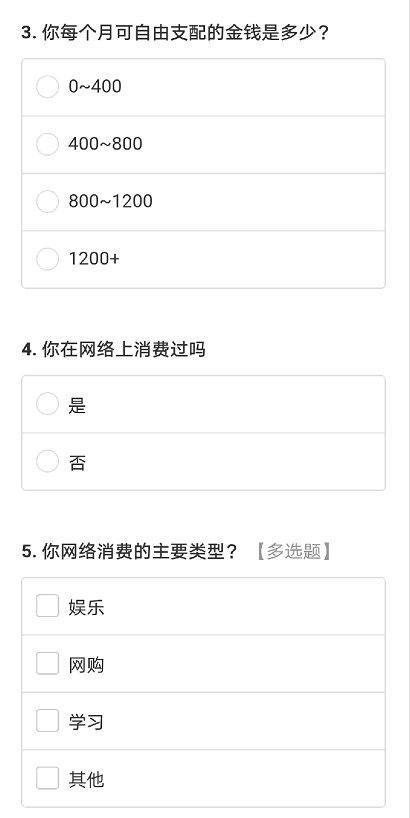 3. 你每个月可自由支配的金钱是多少？
0~400
400~800
800~1200
1200+
4. 你在网络上消费过吗
是
否
5. 你网络消费的主要类型？ 【多选题】
娱乐
网购
学习
其他